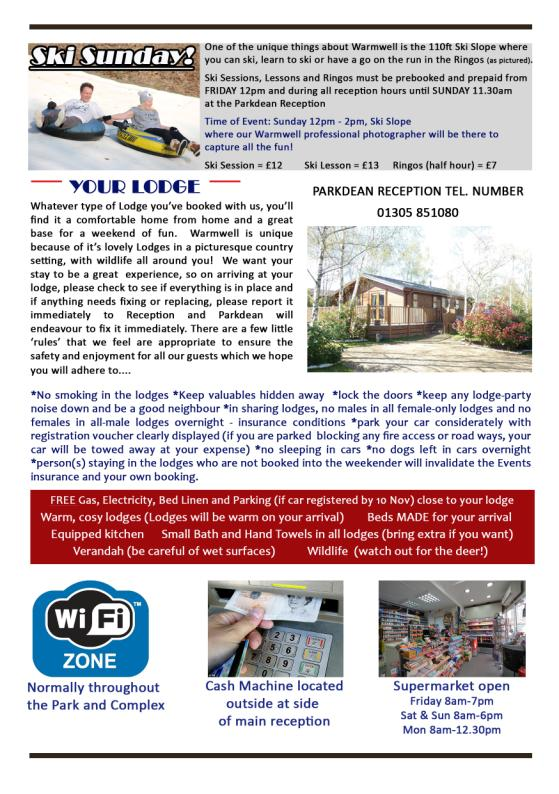 Ski Sunday!
One of the unique things about Warmwell is the 110ft Ski Slope where
you can ski, learn to ski or have a go on the run in the Ringos (as pictured).
Ski Sessions, Lessons and Ringos must be prebooked and prepaid from
FRIDAY 12pm and during all reception hours until SUNDAY 11.30am
at the Parkdean Reception
Time of Event: Sunday 12pm - 2pm, Ski Slope
where our Warmwell professional photographer will be there to
capture all the fun!
Ski Session = £12 Ski Lesson = £13 Ringos (half hour) = £7
YOUR LODGE
Whatever type of Lodge you've booked with us, you'll
find it a comfortable home from home and a great
base for a weekend of fun. Warmwell is unique
because of it's lovely Lodges in a picturesque country
setting, with wildlife all around you! We want your
stay to be a great experience, so on arriving at your
lodge, please check to see if everything is in place and
if anything needs fixing or replacing, please report it
immediately to Reception and Parkdean will
endeavour to fix it immediately. There are a few little
'rules' that we feel are appropriate to ensure the
safety and enjoyment for all our guests which we hope
you will adhere to....
PARKDEAN RECEPTION TEL. NUMBER
01305 851080
*No smoking in the lodges *Keep valuables hidden away *lock the doors *keep any lodge-party
noise down and be a good neighbour *in sharing lodges, no males in all female-only lodges and no
females in all-male lodges overnight - insurance conditions *park your car considerately with
registration voucher clearly displayed (if you are parked blocking any fire access or road ways, your
car will be towed away at your expense) *no sleeping in cars *no dogs left in cars overnight
*person(s) staying in the lodges who are not booked into the weekender will invalidate the Events
insurance and your own booking.
FREE Gas, Electricity, Bed Linen and Parking (if car registered by 10 Nov) close to your lodge
Warm, cosy lodges (Lodges will be warm on your arrival) Beds MADE for your arrival
Equipped kitchen Small Bath and Hand Towels in all lodges (bring extra if you want)
Verandah (be careful of wet surfaces) Wildlife (watch out for the deer!)
Wi Fi TM
ZONE
Normally throughout
the Park and Complex
2 3
5 6
8 9
0
Cash Machine located
outside at side
of main reception
Supermarket open
Friday 8am-7pm
Sat & Sun 8am-6pm
Mon 8am-12.30pm